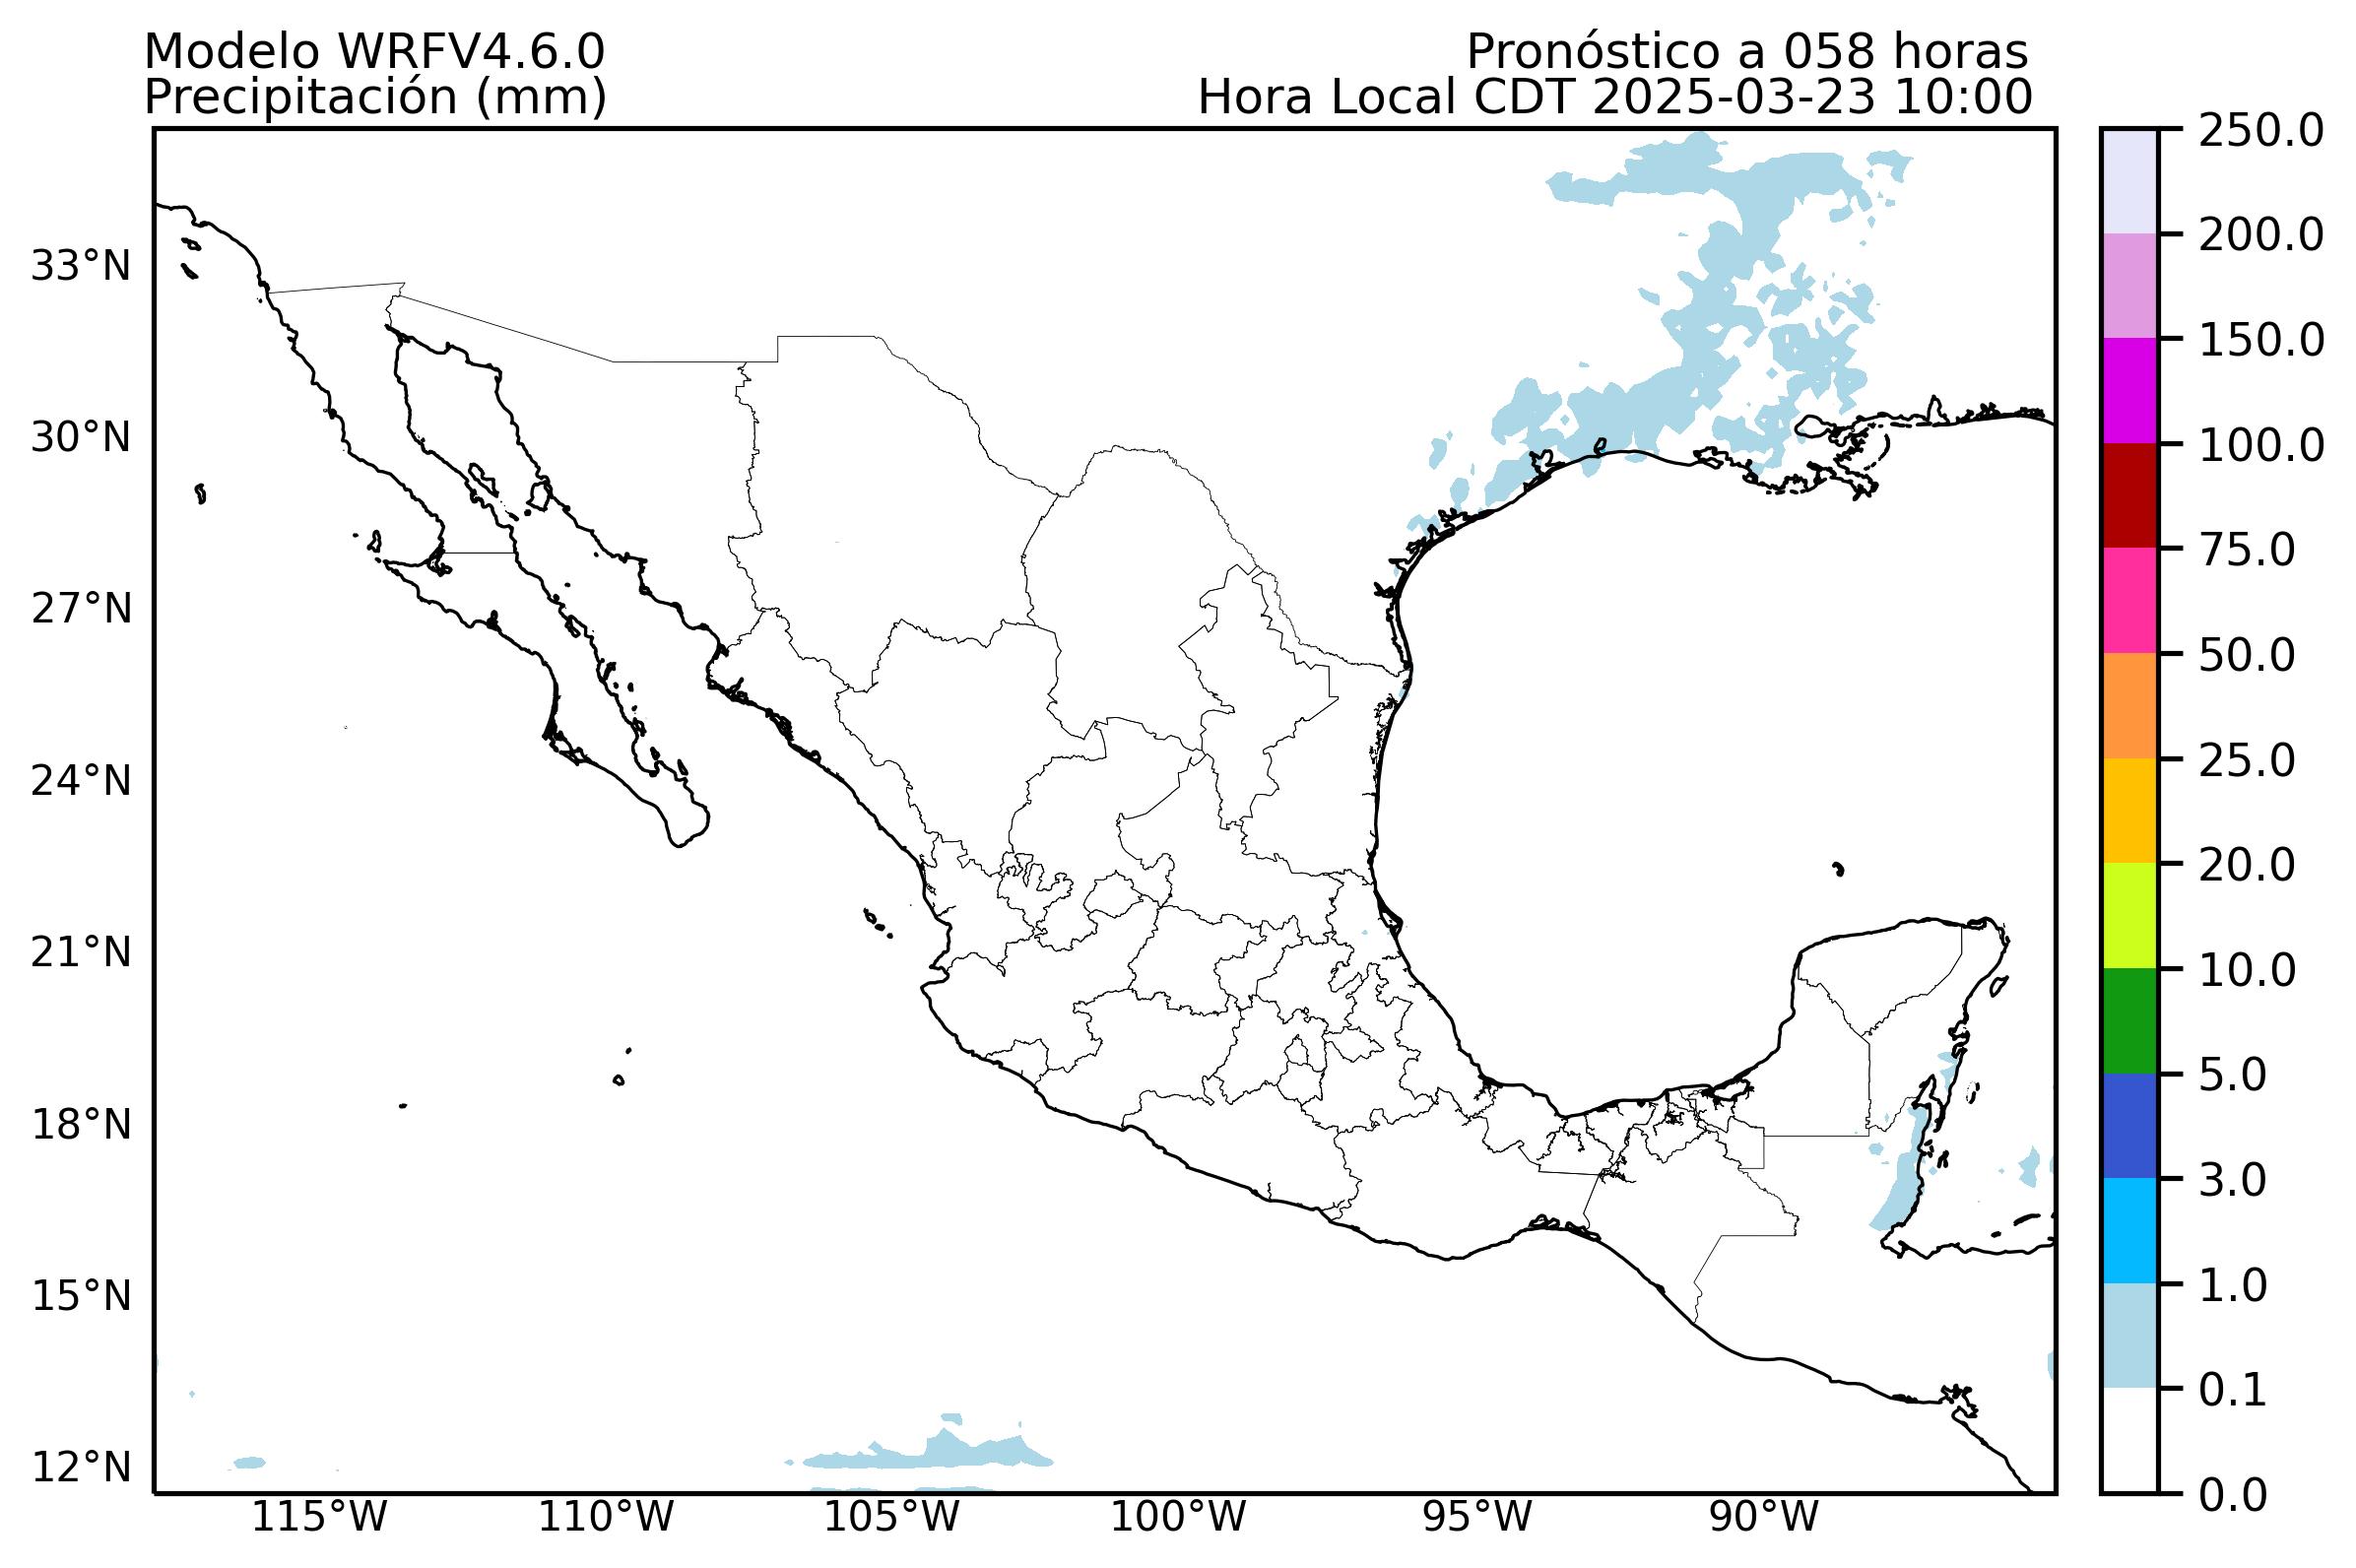 Modelo WRFV4.6.0
Precipitación (mm)
Pronóstico a 058 horas
Hora Local CDT 2025-03-23 10:00
33°N
30°N
27°N
24°N
21°N
18°N
15°N
12°N
115°W
110°W
105°W
100°W
95°W
90°W
250.0
200.0
150.0
100.0
75.0
50.0
25.0
20.0
10.0
5.0
3.0
1.0
0.1
0.0